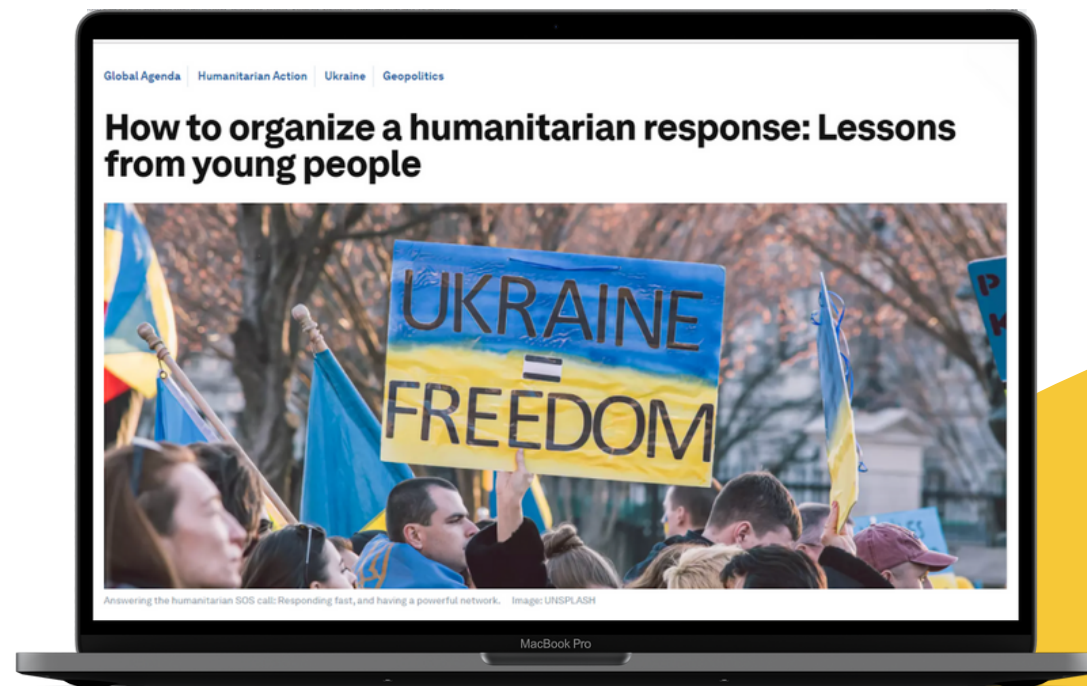 Global Agenda Humanitarian Action Ukraine Geopolitics
How to organize a humanitarian response: Lessons
from young people
UKRAINE
=
FREEDOM
P
K
Answering the humanitarian SOS call: Responding fast, and having a powerful network. Image: UNSPLASH
MacBook Pro